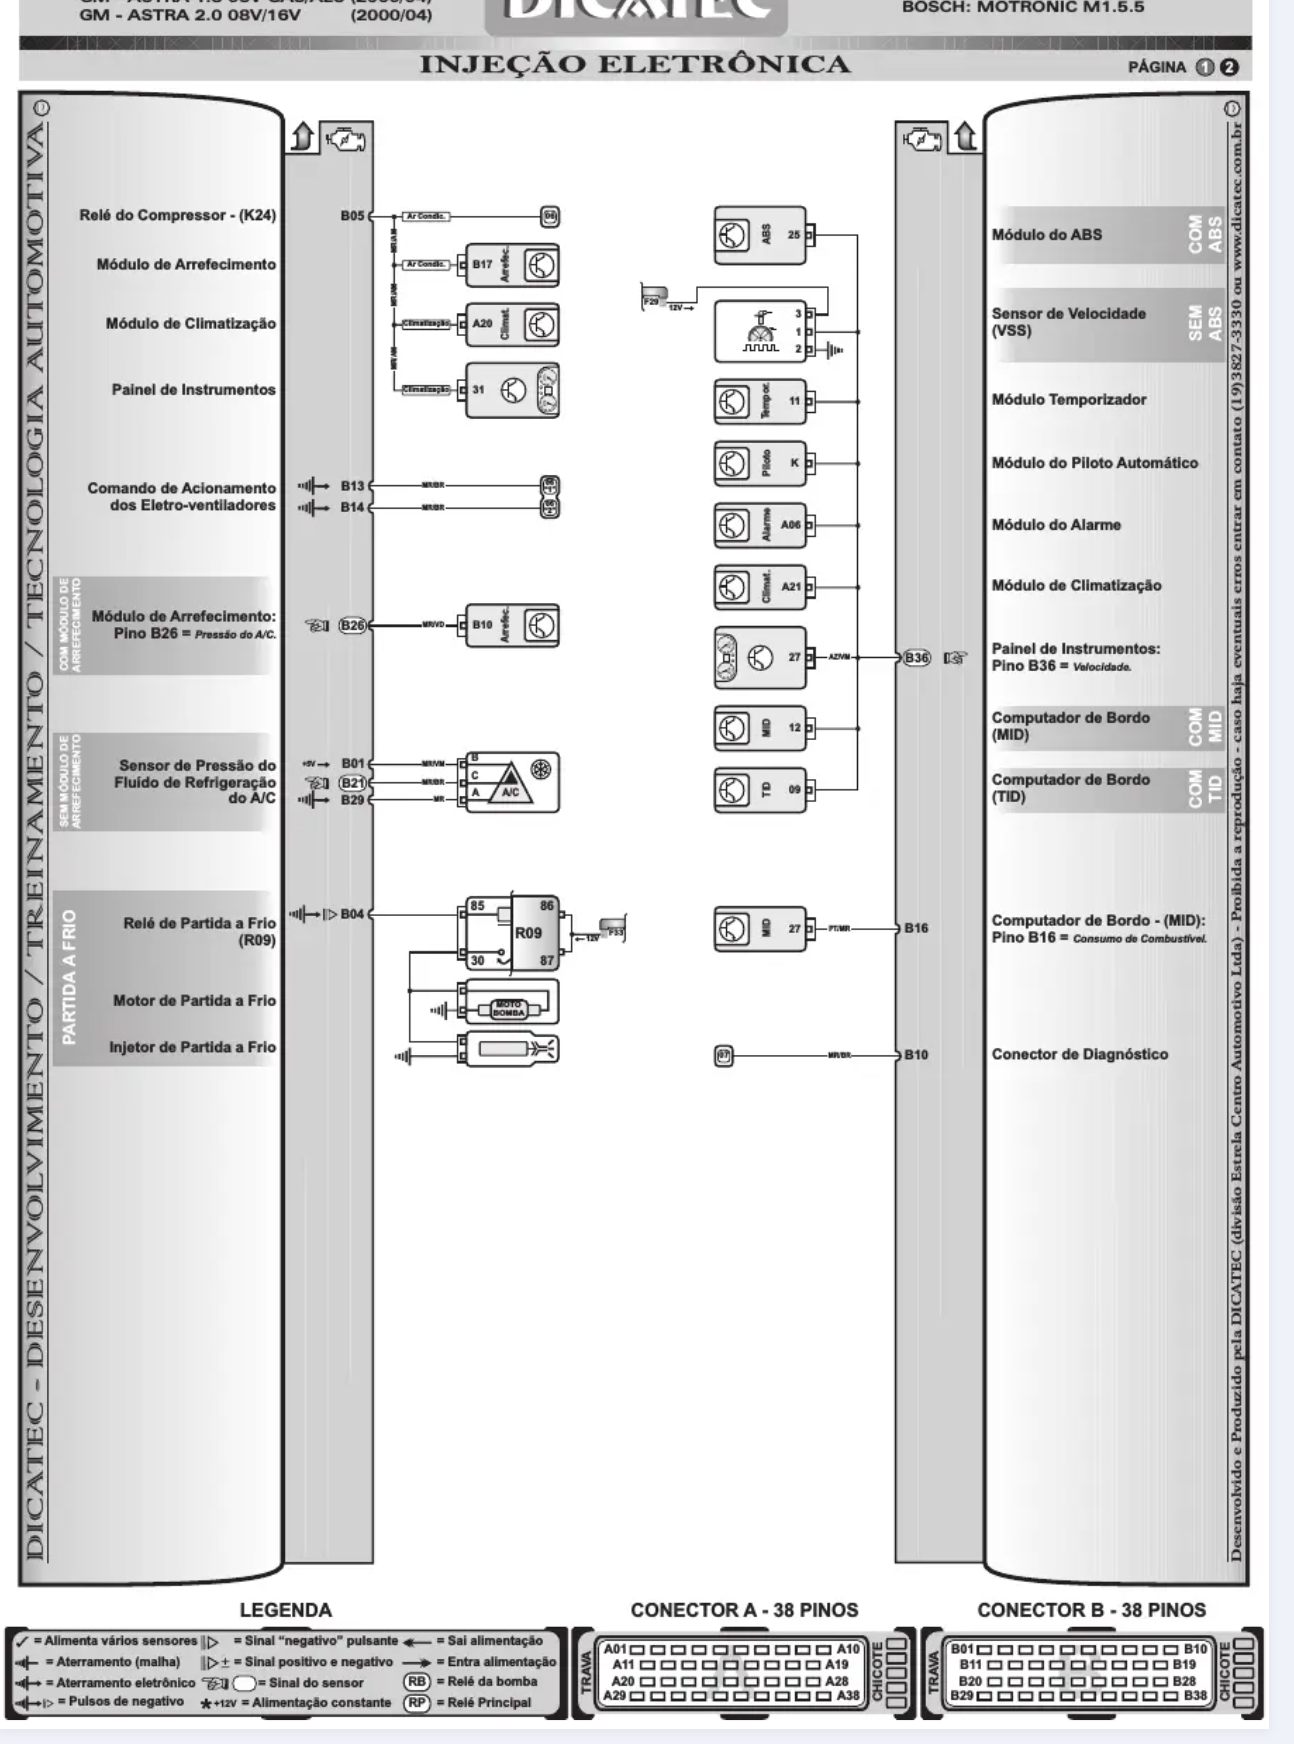 GM - ASTRA 2.0 08V/16V (2000/04)
DICATEC
BOSCH: MOTRONIC M1.5.5
INJEÇÃO ELETRÔNICA
PÁGINA 1 2
DICATEC - DESENVOLVIMENTO / TREINAMENTO / TECNOLOGIA AUTOMOTIVA
Relé do Compressor - (K24)
B05
Ar Condic.
Módulo de Arrefecimento
Ar Condic.
B17
Arrefec.
Módulo de Climatização
Climatização
A20
Climat.
Painel de Instrumentos
Climatização
31
Comando de Acionamento
dos Eletro-ventiladores
B13
MR/BR
B14
MR/BR
COM MÓDULO DE
ARREFECIMENTO
Módulo de Arrefecimento:
Pino B26 = Pressão do A/C.
B26
MR/VD
B10
Arrefec.
SEM MÓDULO DE
ARREFECIMENTO
Sensor de Pressão do
Fluído de Refrigeração
do A/C
+5V
B01
MR/VM
B
B21
MR/BR
C
B29
MR
A
A/C
PARTIDA A FRIO
Relé de Partida a Frio
(R09)
B04
85
86
R09
30
87
12V
F33
Motor de Partida a Frio
MOTO
BOMBA
Injetor de Partida a Frio
ABS
25
Módulo do ABS
COM
ABS
F29
12V
3
1
2
Sensor de Velocidade
(VSS)
SEM
ABS
Tempor.
11
Módulo Temporizador
Piloto
K
Módulo do Piloto Automático
Alarme
A06
Módulo do Alarme
Climat.
A21
Módulo de Climatização
27
AZ/VM
B36
Painel de Instrumentos:
Pino B36 = Velocidade.
MID
12
Computador de Bordo
(MID)
COM
MID
TID
09
Computador de Bordo
(TID)
COM
TID
MID
27
PT/MR
B16
Computador de Bordo - (MID):
Pino B16 = Consumo de Combustível.
07
MR/BR
B10
Conector de Diagnóstico
Desenvolvido e Produzido pela DICATEC (divisão Estrela Centro Automotivo Ltda) - Proibida a reprodução - caso haja eventuais erros entrar em contato (19)3827-3330 ou www.dicatec.com.br
LEGENDA
= Alimenta vários sensores
= Sinal "negativo" pulsante
= Sai alimentação
= Aterramento (malha)
± = Sinal positivo e negativo
= Entra alimentação
= Aterramento eletrônico
= Sinal do sensor
RB = Relé da bomba
= Pulsos de negativo
*+12V = Alimentação constante
RP = Relé Principal
CONECTOR A - 38 PINOS
TRAVA
A01 A10
A11 A19
A20 A28
A29 A38
A
CHICOTE
CONECTOR B - 38 PINOS
TRAVA
B01 B10
B11 B19
B20 B28
B29 B38
B
CHICOTE